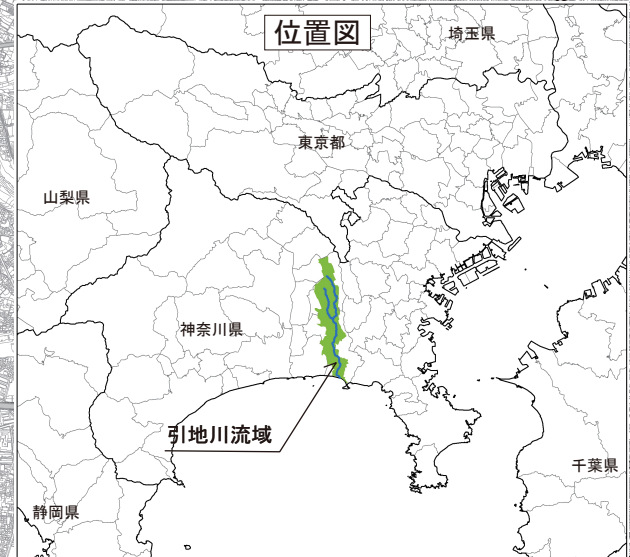 位置図
埼玉県
東京都
山梨県
神奈川県
引地川流域
千葉県
静岡県